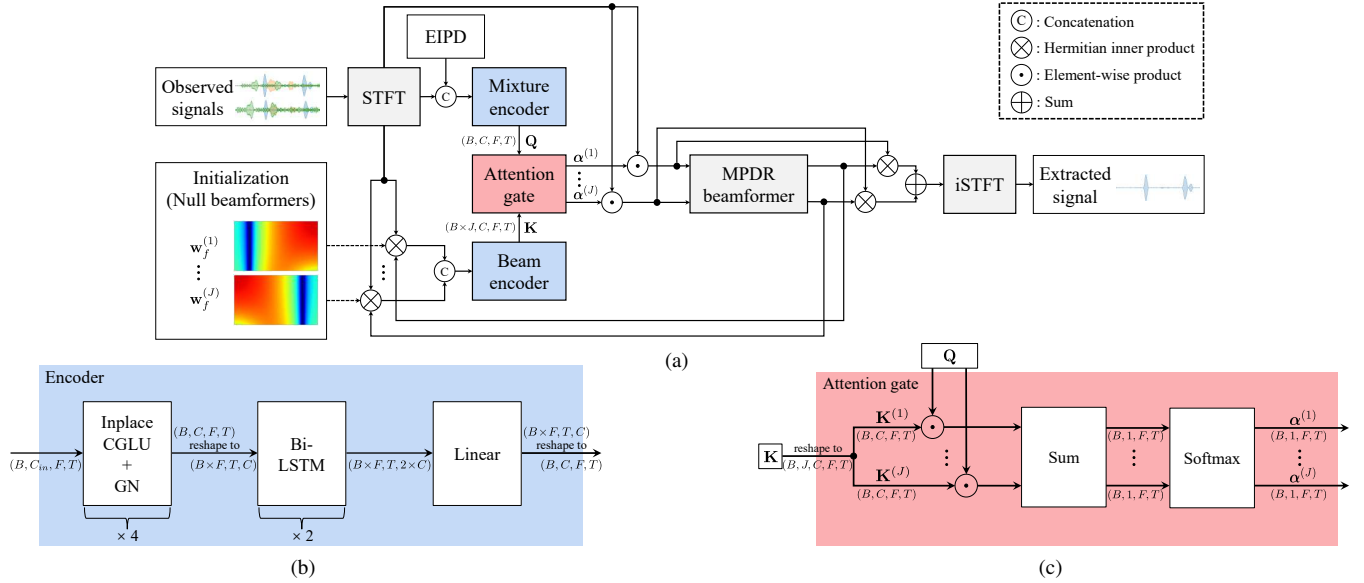 EIPD
C : Concatenation
: Hermitian inner product
: Element-wise product
: Sum
Observed
signals
STFT
C
Mixture
encoder
(B, C, F, T) Q
Attention
gate
α^(1)
⋮
α^(J)
MPDR
beamformer
iSTFT
Extracted
signal
Initialization
(Null beamformers)
w_f^(1)
⋮
w_f^(J)
⋮
C
(B×J, C, F, T) K
Beam
encoder
(a)
Encoder
(B, C_in, F, T)
Inplace
CGLU
+
GN
× 4
(B, C, F, T)
reshape to
(B×F, T, C)
Bi-
LSTM
× 2
(B×F, T, 2×C)
Linear
(B×F, T, C)
reshape to
(B, C, F, T)
(b)
Q
Attention gate
K
reshape to
(B, J, C, F, T)
K^(1)
(B, C, F, T)
⋮
K^(J)
(B, C, F, T)
Sum
(B, 1, F, T)
⋮
(B, 1, F, T)
Softmax
α^(1)
(B, 1, F, T)
⋮
α^(J)
(B, 1, F, T)
(c)